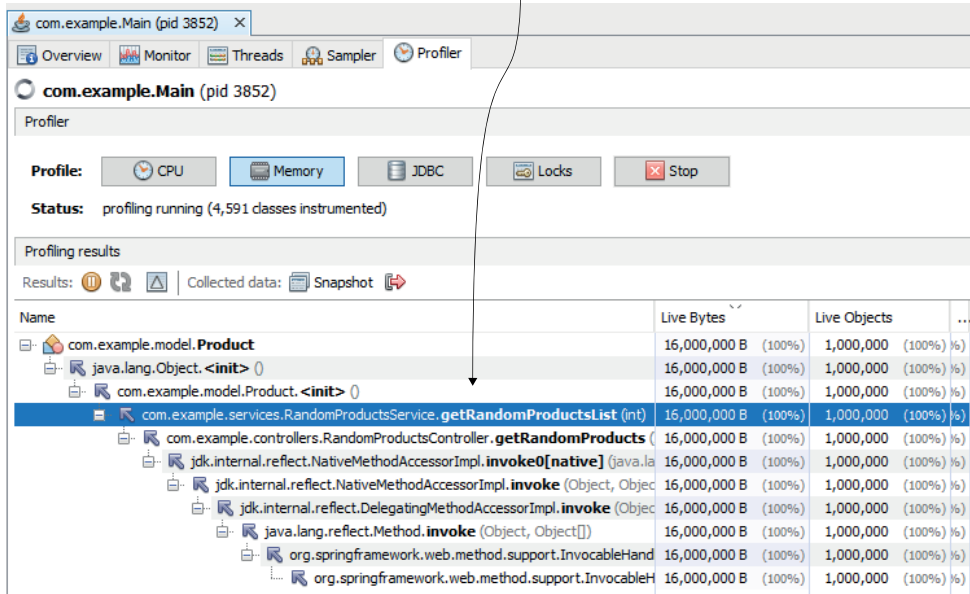 com.example.Main (pid 3852) ×
Overview Monitor Threads Sampler Profiler
com.example.Main (pid 3852)
Profiler
Profile: CPU Memory JDBC Locks Stop
Status: profiling running (4,591 classes instrumented)
Profiling results
Results: Collected data: Snapshot
Name Live Bytes Live Objects ...
com.example.model.Product 16,000,000 B (100%) 1,000,000 (100%) %)
java.lang.Object.<init> () 16,000,000 B (100%) 1,000,000 (100%) %)
com.example.model.Product.<init> () 16,000,000 B (100%) 1,000,000 (100%) %)
com.example.services.RandomProductsService.getRandomProductsList (int) 16,000,000 B (100%) 1,000,000 (100%) %)
com.example.controllers.RandomProductsController.getRandomProducts ( 16,000,000 B (100%) 1,000,000 (100%) %)
jdk.internal.reflect.NativeMethodAccessorImpl.invoke0[native] (java.la 16,000,000 B (100%) 1,000,000 (100%) %)
jdk.internal.reflect.NativeMethodAccessorImpl.invoke (Object, Objec 16,000,000 B (100%) 1,000,000 (100%) %)
jdk.internal.reflect.DelegatingMethodAccessorImpl.invoke (Objec 16,000,000 B (100%) 1,000,000 (100%) %)
java.lang.reflect.Method.invoke (Object, Object[]) 16,000,000 B (100%) 1,000,000 (100%) %)
org.springframework.web.method.support.InvocableHand 16,000,000 B (100%) 1,000,000 (100%) %)
org.springframework.web.method.support.InvocableH 16,000,000 B (100%) 1,000,000 (100%) %)